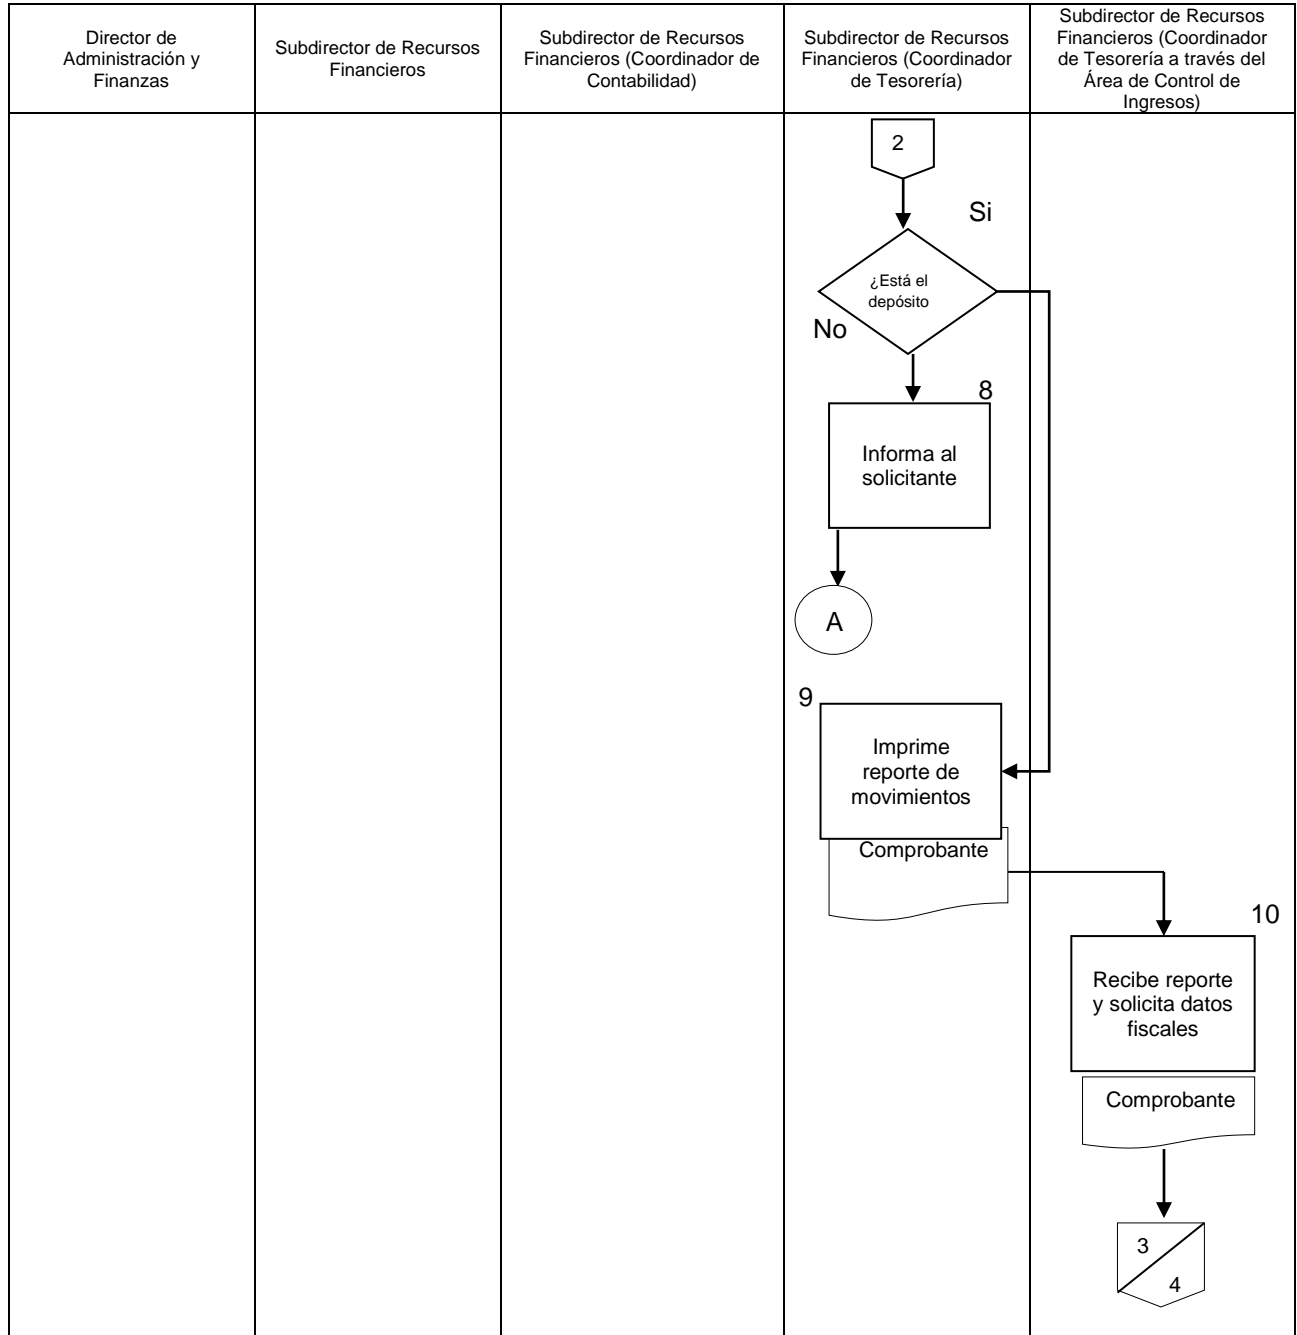 Director de
Administración y
Finanzas
Subdirector de Recursos
Financieros
Subdirector de Recursos
Financieros (Coordinador de
Contabilidad)
Subdirector de Recursos
Financieros (Coordinador
de Tesorería)
Subdirector de Recursos
Financieros (Coordinador
de Tesorería a través del
Área de Control de
Ingresos)
2
Si
¿Está el
depósito
No
8
Informa al
solicitante
A
9
Imprime
reporte de
movimientos
Comprobante
10
Recibe reporte
y solicita datos
fiscales
Comprobante
3
4